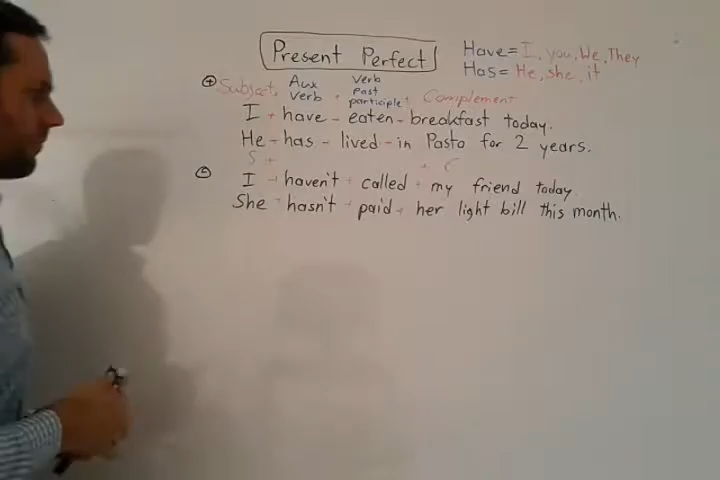 Present Perfect
Have = I, you, We, They
Has = He, she, it
+ Subject + Aux Verb + Verb Past participle + Complement
I + have - eaten - breakfast today.
He - has - lived - in Pasto for 2 years.
S + + C
- I - haven't + called + my friend today.
She - hasn't + paid + her light bill this month.